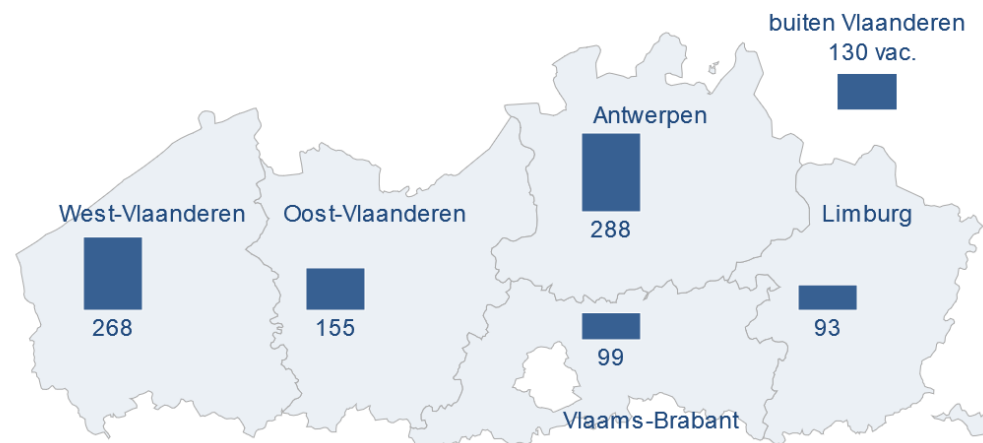 buiten Vlaanderen
130 vac.
Antwerpen
288
West-Vlaanderen
268
Oost-Vlaanderen
155
Limburg
93
99
Vlaams-Brabant